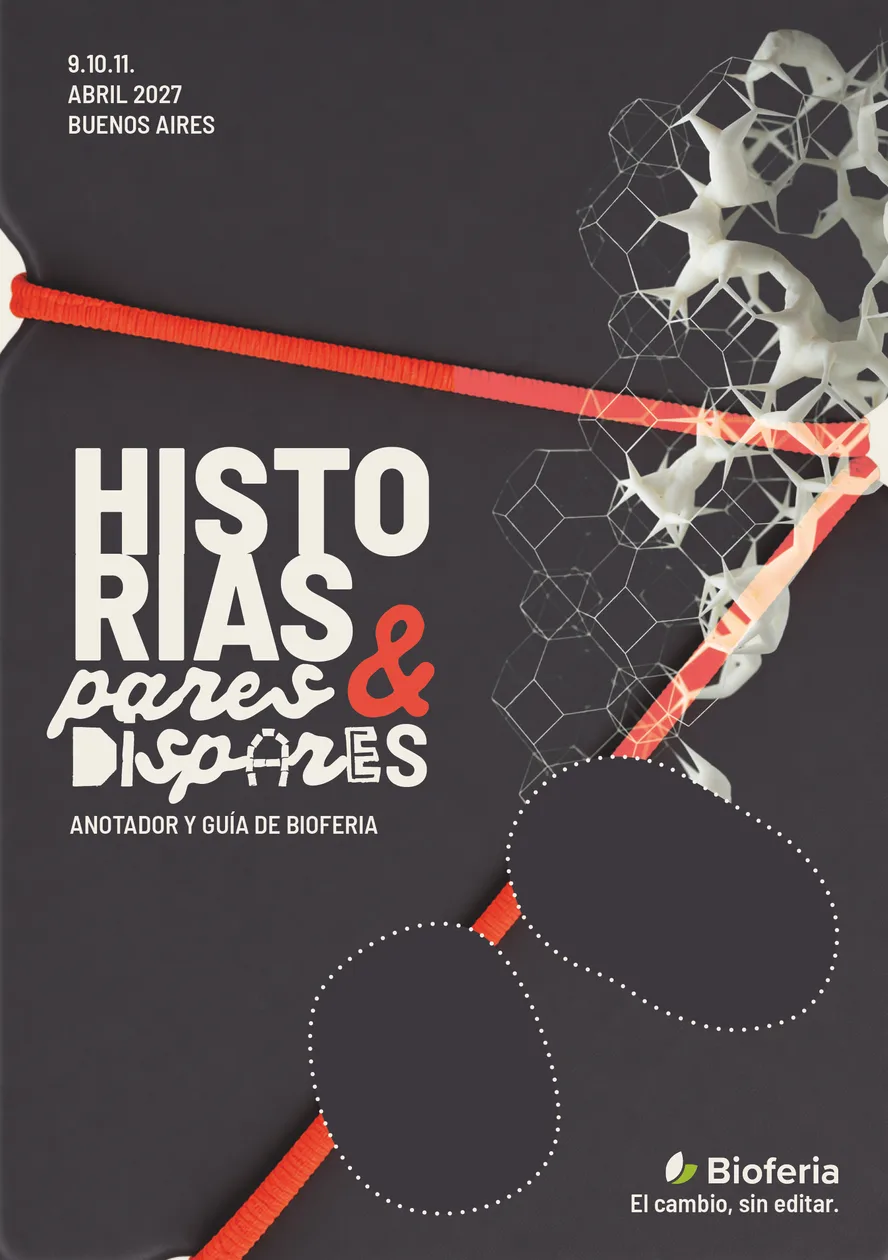 9.10.11.
ABRIL 2027
BUENOS AIRES
HISTO
RIAS
pares &
DISpARES
ANOTADOR Y GUÍA DE BIOFERIA
Bioferia
El cambio, sin editar.